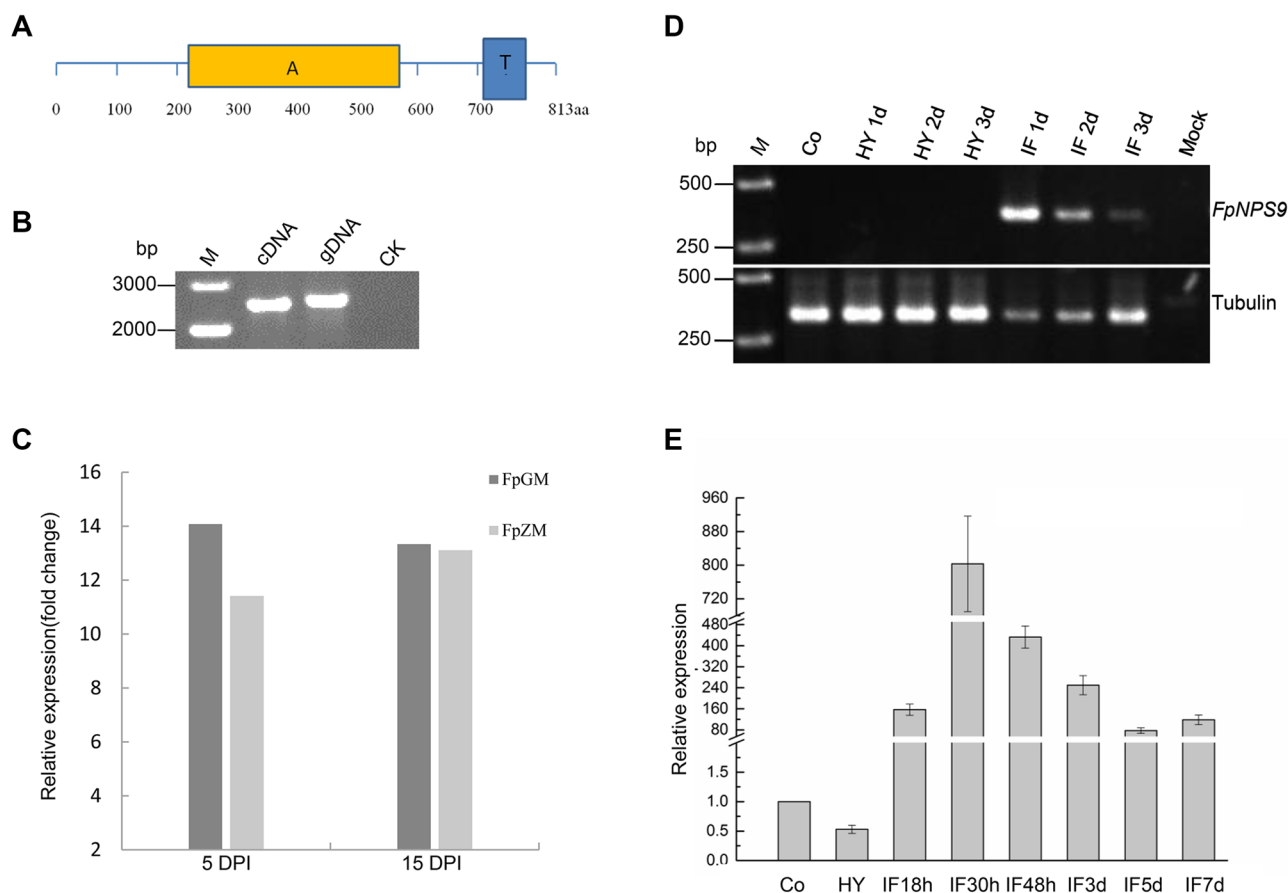 A
A
T
0 100 200 300 400 500 600 700 813aa
B
bp M cDNA gDNA CK
3000
2000
C
Relative expression(fold change)
16
14
12
10
8
6
4
2
FpGM
FpZM
5 DPI 15 DPI
D
bp M Co HY 1d HY 2d HY 3d IF 1d IF 2d IF 3d Mock
500
FpNPS9
250
500
Tubulin
250
E
Relative expression
960
880
800
720
480
400
320
240
160
80
1.5
1.0
0.5
0.0
Co HY IF18h IF30h IF48h IF3d IF5d IF7d